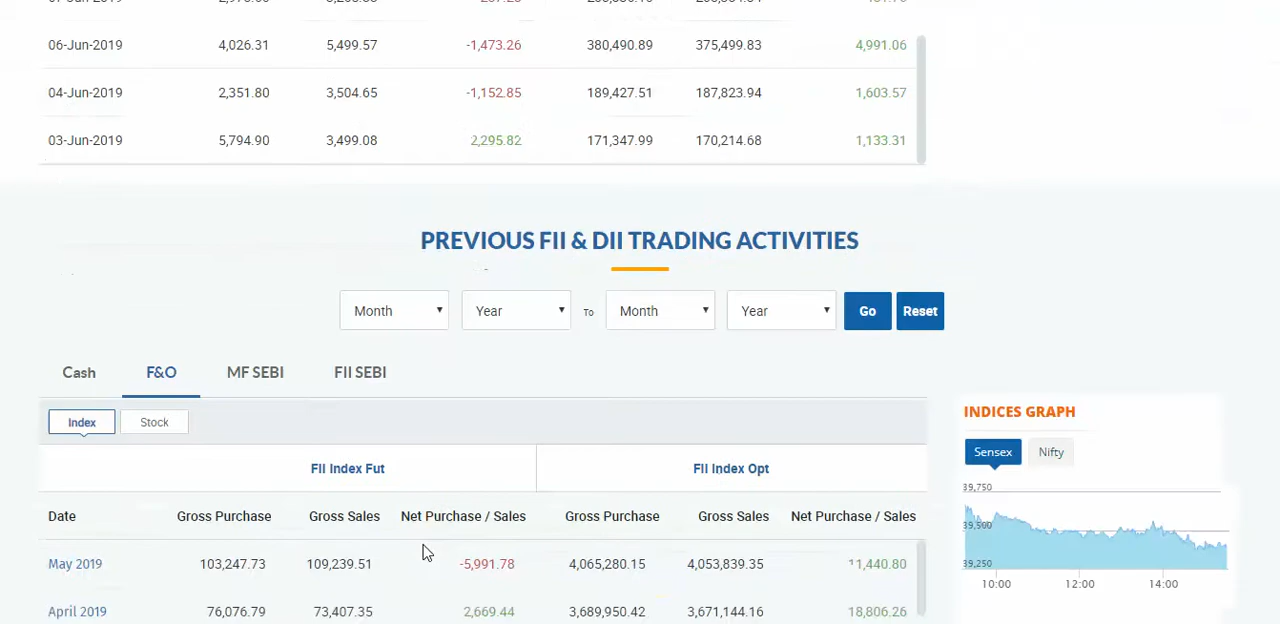 06-Jun-2019 4,026.31 5,499.57 -1,473.26 380,490.89 375,499.83 4,991.06
04-Jun-2019 2,351.80 3,504.65 -1,152.85 189,427.51 187,823.94 1,603.57
03-Jun-2019 5,794.90 3,499.08 2,295.82 171,347.99 170,214.68 1,133.31
PREVIOUS FII & DII TRADING ACTIVITIES
Month Year To Month Year Go Reset
Cash F&O MF SEBI FII SEBI
Index Stock
FII Index Fut FII Index Opt
Date Gross Purchase Gross Sales Net Purchase / Sales Gross Purchase Gross Sales Net Purchase / Sales
May 2019 103,247.73 109,239.51 -5,991.78 4,065,280.15 4,053,839.35 11,440.80
April 2019 76,076.79 73,407.35 2,669.44 3,689,950.42 3,671,144.16 18,806.26
INDICES GRAPH
Sensex Nifty
39,750
39,500
39,250
10:00 12:00 14:00